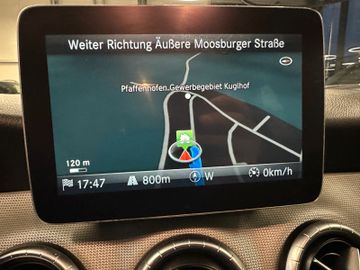 Weiter Richtung Äußere Moosburger Straße
Pfaffenhofen,Gewerbegebiet Kuglhof
120 m
17:47 800m W 0km/h